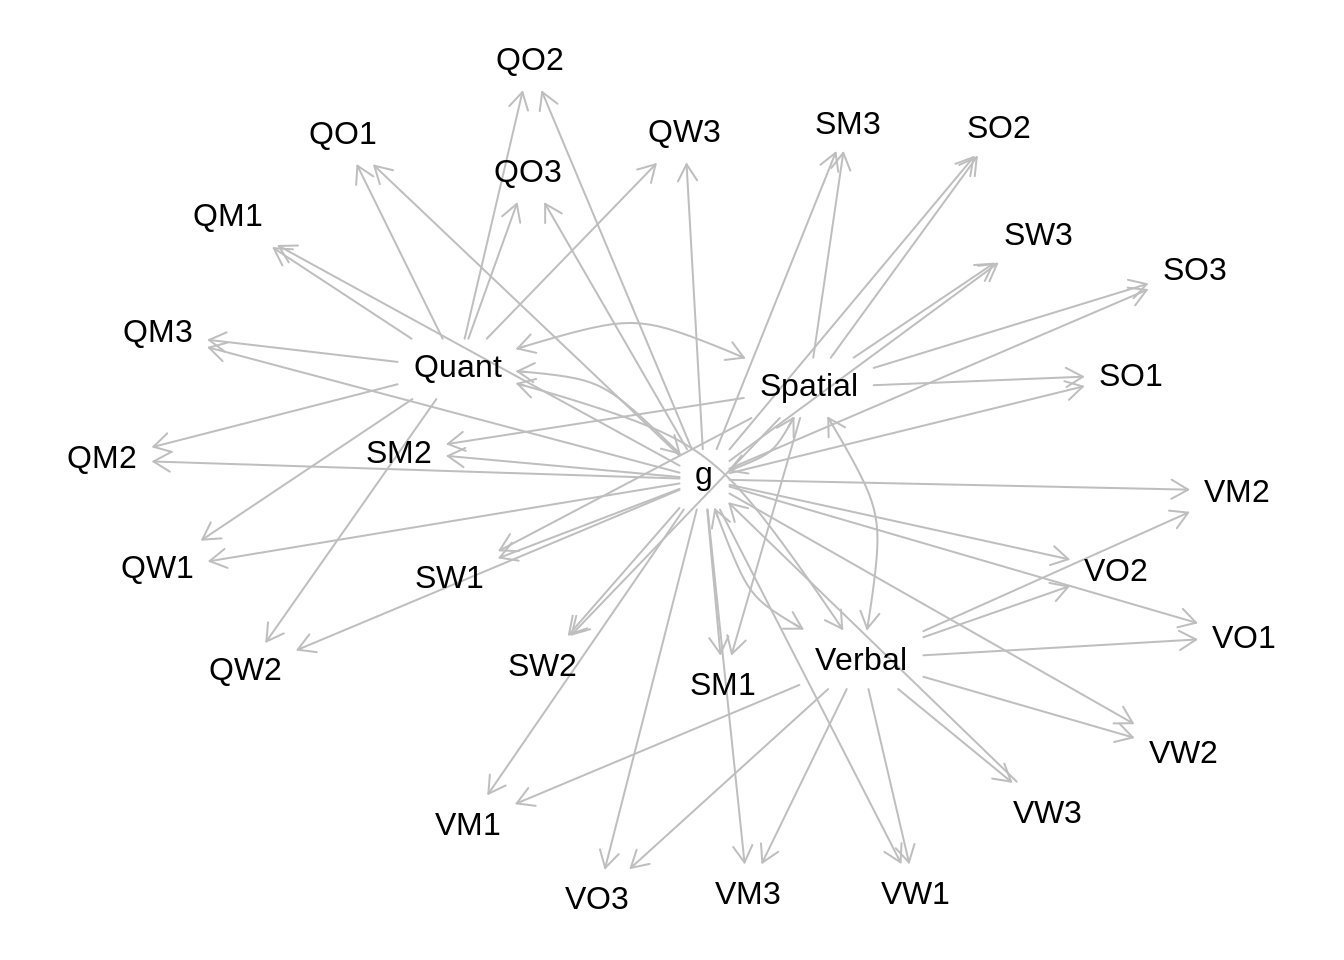 QO2
SM3
SO2
QW3
QO1
QO3
QM1
SW3
SO3
QM3
Quant
SO1
Spatial
SM2
QM2
g
VM2
QW1
VO2
SW1
VO1
Verbal
SW2
QW2
SM1
VW2
VW3
VM1
VM3
VW1
VO3